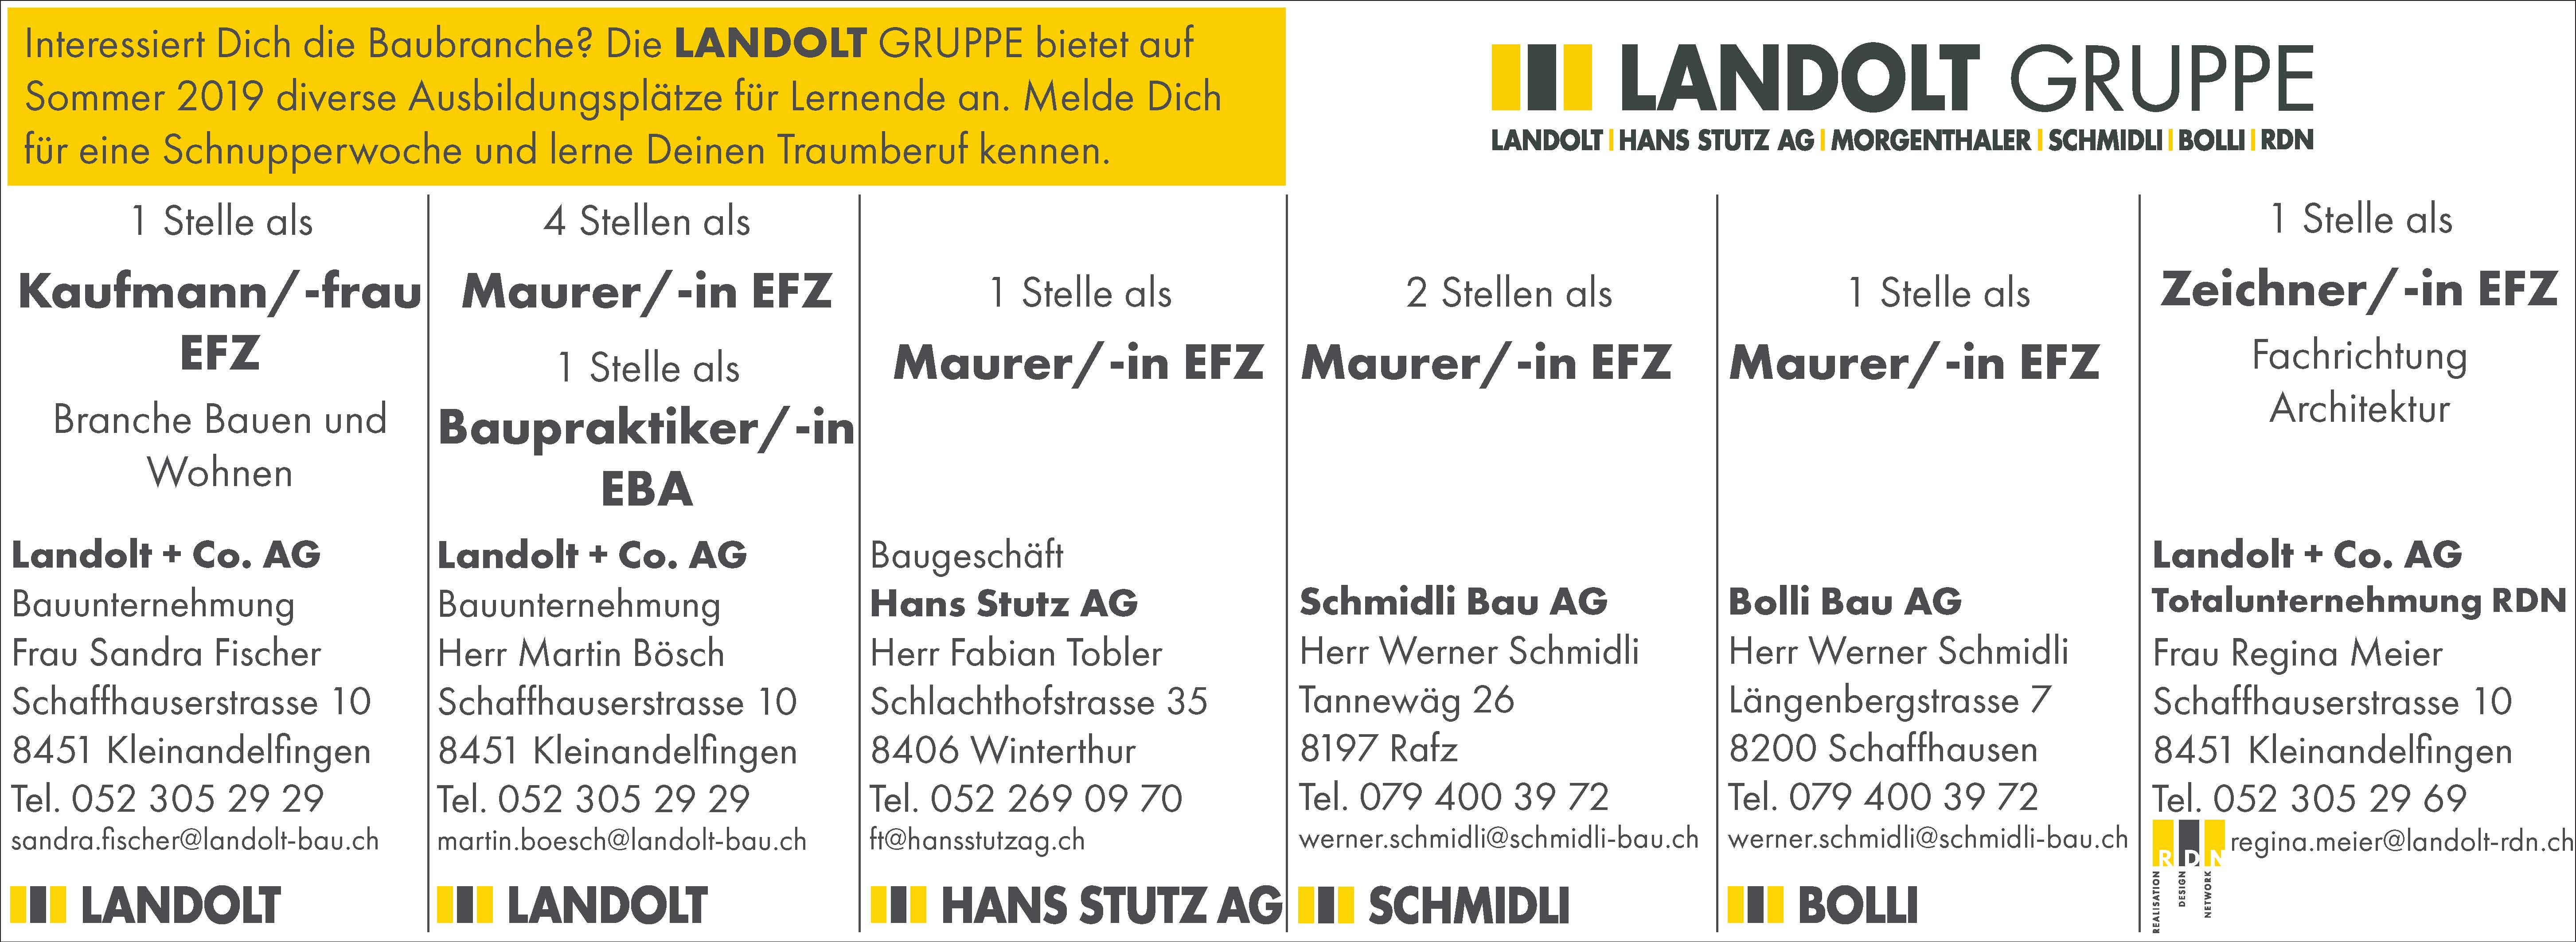 Interessiert Dich die Baubranche? Die LANDOLT GRUPPE bietet auf
Sommer 2019 diverse Ausbildungsplätze für Lernende an. Melde Dich
für eine Schnupperwoche und lerne Deinen Traumberuf kennen.
LANDOLT GRUPPE
LANDOLT | HANS STUTZ AG | MORGENTHALER | SCHMIDLI | BOLLI | RDN
1 Stelle als
Kaufmann/-frau
EFZ
Branche Bauen und
Wohnen
Landolt + Co. AG
Bauunternehmung
Frau Sandra Fischer
Schaffhauserstrasse 10
8451 Kleinandelfingen
Tel. 052 305 29 29
sandra.fischer@landolt-bau.ch
LANDOLT
4 Stellen als
Maurer/-in EFZ
1 Stelle als
Baupraktiker/-in
EBA
Landolt + Co. AG
Bauunternehmung
Herr Martin Bösch
Schaffhauserstrasse 10
8451 Kleinandelfingen
Tel. 052 305 29 29
martin.boesch@landolt-bau.ch
LANDOLT
1 Stelle als
Maurer/-in EFZ
Baugeschäft
Hans Stutz AG
Herr Fabian Tobler
Schlachthofstrasse 35
8406 Winterthur
Tel. 052 269 09 70
ft@hansstutzag.ch
HANS STUTZ AG
2 Stellen als
Maurer/-in EFZ
Schmidli Bau AG
Herr Werner Schmidli
Tannewäg 26
8197 Rafz
Tel. 079 400 39 72
werner.schmidli@schmidli-bau.ch
SCHMIDLI
1 Stelle als
Maurer/-in EFZ
Bolli Bau AG
Herr Werner Schmidli
Längenbergstrasse 7
8200 Schaffhausen
Tel. 079 400 39 72
werner.schmidli@schmidli-bau.ch
BOLLI
1 Stelle als
Zeichner/-in EFZ
Fachrichtung
Architektur
Landolt + Co. AG
Totalunternehmung RDN
Frau Regina Meier
Schaffhauserstrasse 10
8451 Kleinandelfingen
Tel. 052 305 29 69
regina.meier@landolt-rdn.ch
RDN
REALISATION
DESIGN
NETWORK